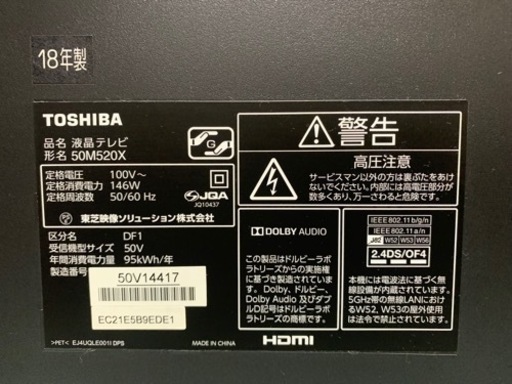 18年製
TOSHIBA
品名 液晶テレビ
形名 50M520X
定格電圧: 100V〜
定格消費電力: 146W
定格周波数: 50/60 Hz
JQA
JQ10437
東芝映像ソリューション株式会社
区分名 DF1
受信機型サイズ 50V
年間消費電力量 95kWh/年
製造番号
50V14417
EC21E5B9EDE1
>PET< EJ4UQLE001I DPS
G
警告
高圧注意
サービスマン以外の方は裏ぶたをあけ
ないでください。内部には高電圧部分が
数多くあり、万一さわると危険です。
DOLBY AUDIO
この製品はドルビーラボ
ラトリーズからの実施権
に基づき製造されていま
す。Dolby、ドルビー、
Dolby Audio 及びダブ
ルD記号はドルビーラボ
ラトリーズの商標です。
MADE IN CHINA
HDMI
IEEE802.11b/g/n
IEEE802.11a/n
J52 W52 W53 W56
2.4DS/OF4
本機には電波法に基づく無
線設備が内蔵されています。
5GHz帯の無線LANにおけ
るW52、W53の屋外使用は
法令で禁止されています。